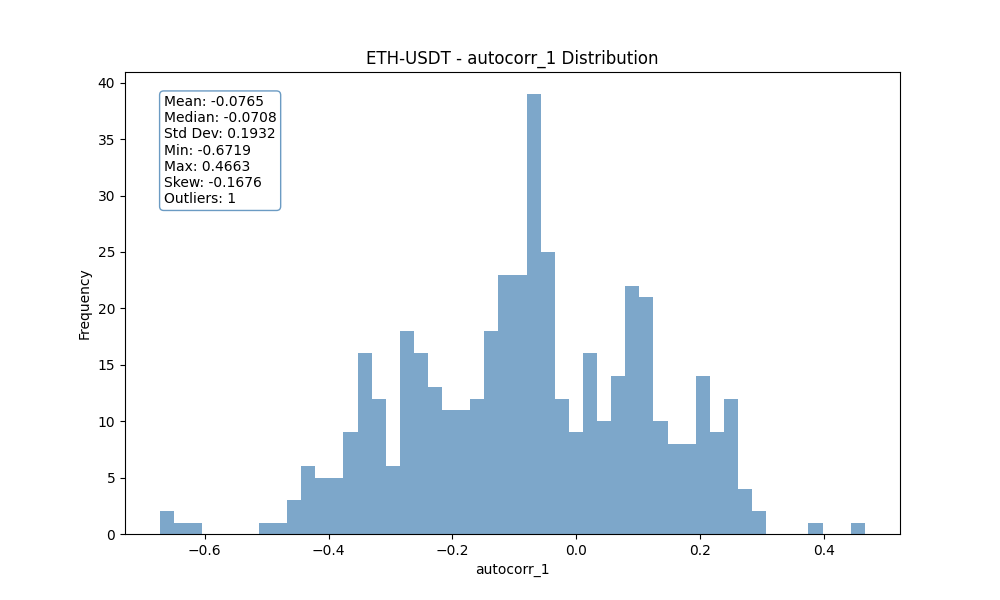 ETH-USDT - autocorr_1 Distribution
Mean: -0.0765
Median: -0.0708
Std Dev: 0.1932
Min: -0.6719
Max: 0.4663
Skew: -0.1676
Outliers: 1
Frequency
40
35
30
25
20
15
10
5
0
−0.6 −0.4 −0.2 0.0 0.2 0.4
autocorr_1